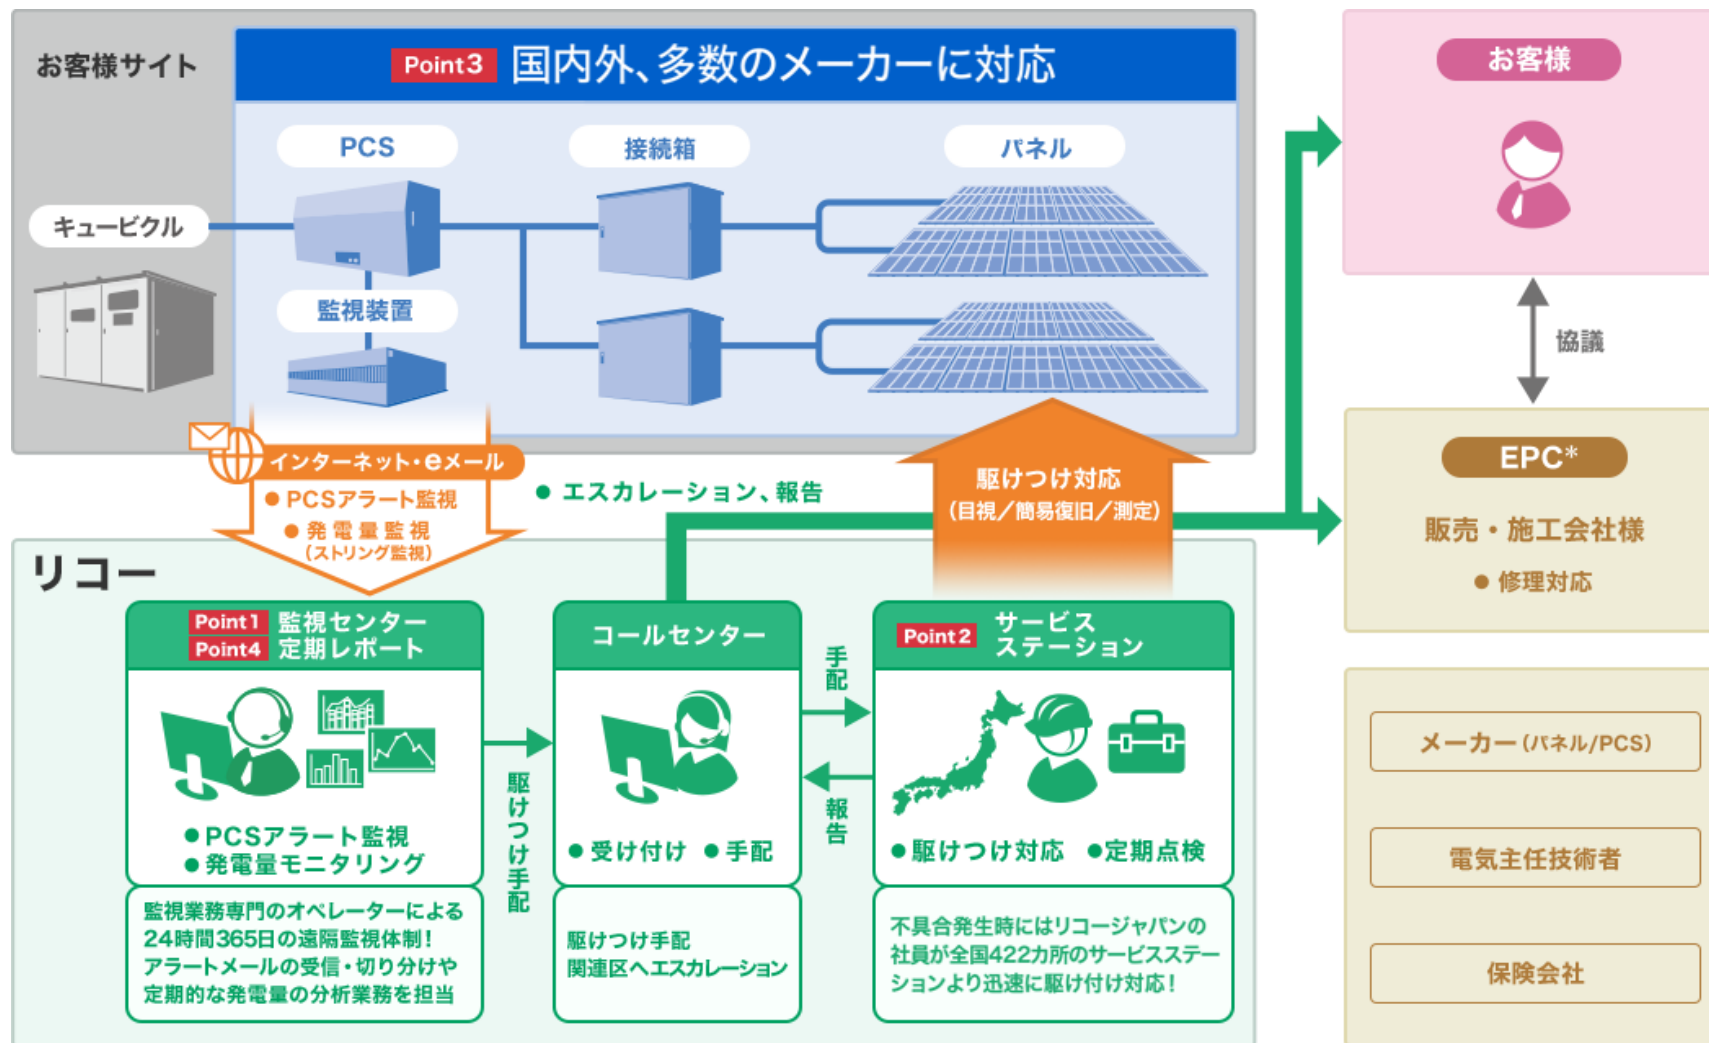 お客様サイト
Point3 国内外、多数のメーカーに対応
PCS
接続箱
パネル
キュービクル
監視装置
インターネット・eメール
● PCSアラート監視
● 発電量監視
(ストリング監視)
● エスカレーション、報告
駆けつけ対応
(目視／簡易復旧／測定)
お客様
協議
EPC*
販売・施工会社様
● 修理対応
メーカー(パネル/PCS)
電気主任技術者
保険会社
リコー
Point1 監視センター
Point4 定期レポート
● PCSアラート監視
● 発電量モニタリング
監視業務専門のオペレーターによる
24時間365日の遠隔監視体制！
アラートメールの受信・切り分けや
定期的な発電量の分析業務を担当
駆けつけ手配
コールセンター
● 受け付け ● 手配
駆けつけ手配
関連区へエスカレーション
手配
報告
Point2 サービス
ステーション
● 駆けつけ対応 ●定期点検
不具合発生時にはリコージャパンの
社員が全国422カ所のサービスステー
ションより迅速に駆け付け対応！